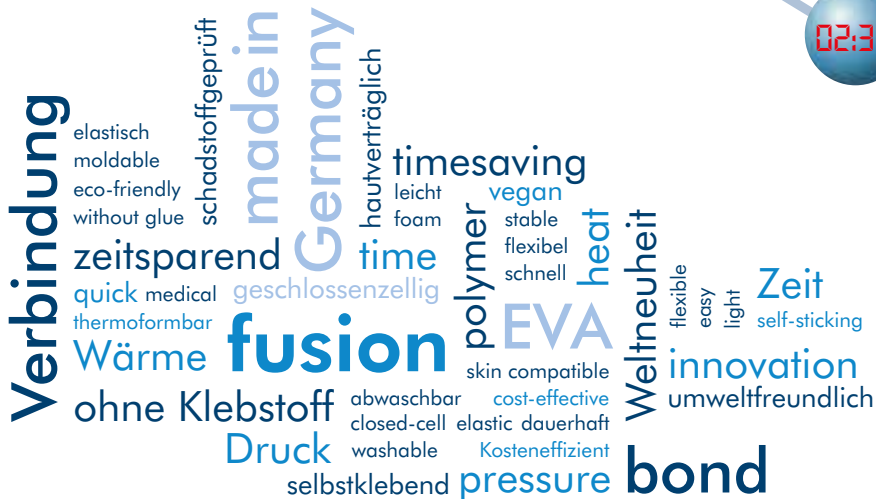 02:3
schadstoffgeprüft
made in
Germany
hautverträglich
Verbindung
elastisch
moldable
eco-friendly
without glue
timesaving
leicht
vegan
foam
polymer
stable
flexibel
schnell
heat
Weltneuheit
zeitsparend
time
quick
medical
geschlossenzellig
thermoformbar
flexible
easy
light
Zeit
self-sticking
Wärme
fusion
EVA
skin compatible
innovation
umweltfreundlich
ohne Klebstoff
abwaschbar
cost-effective
closed-cell
elastic
dauerhaft
Druck
washable
Kosteneffizient
selbstklebend
pressure
bond